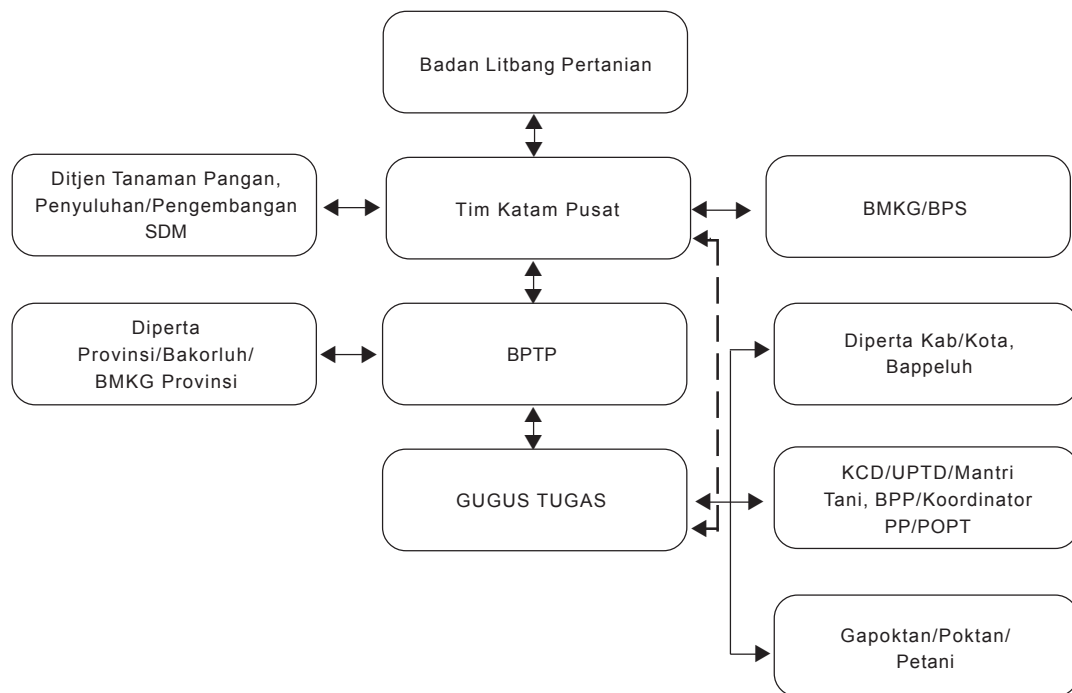 Badan Litbang Pertanian
Ditjen Tanaman Pangan,
Penyuluhan/Pengembangan
SDM
Tim Katam Pusat
BMKG/BPS
Diperta
Provinsi/Bakorluh/
BMKG Provinsi
BPTP
Diperta Kab/Kota,
Bappeluh
GUGUS TUGAS
KCD/UPTD/Mantri
Tani, BPP/Koordinator
PP/POPT
Gapoktan/Poktan/
Petani